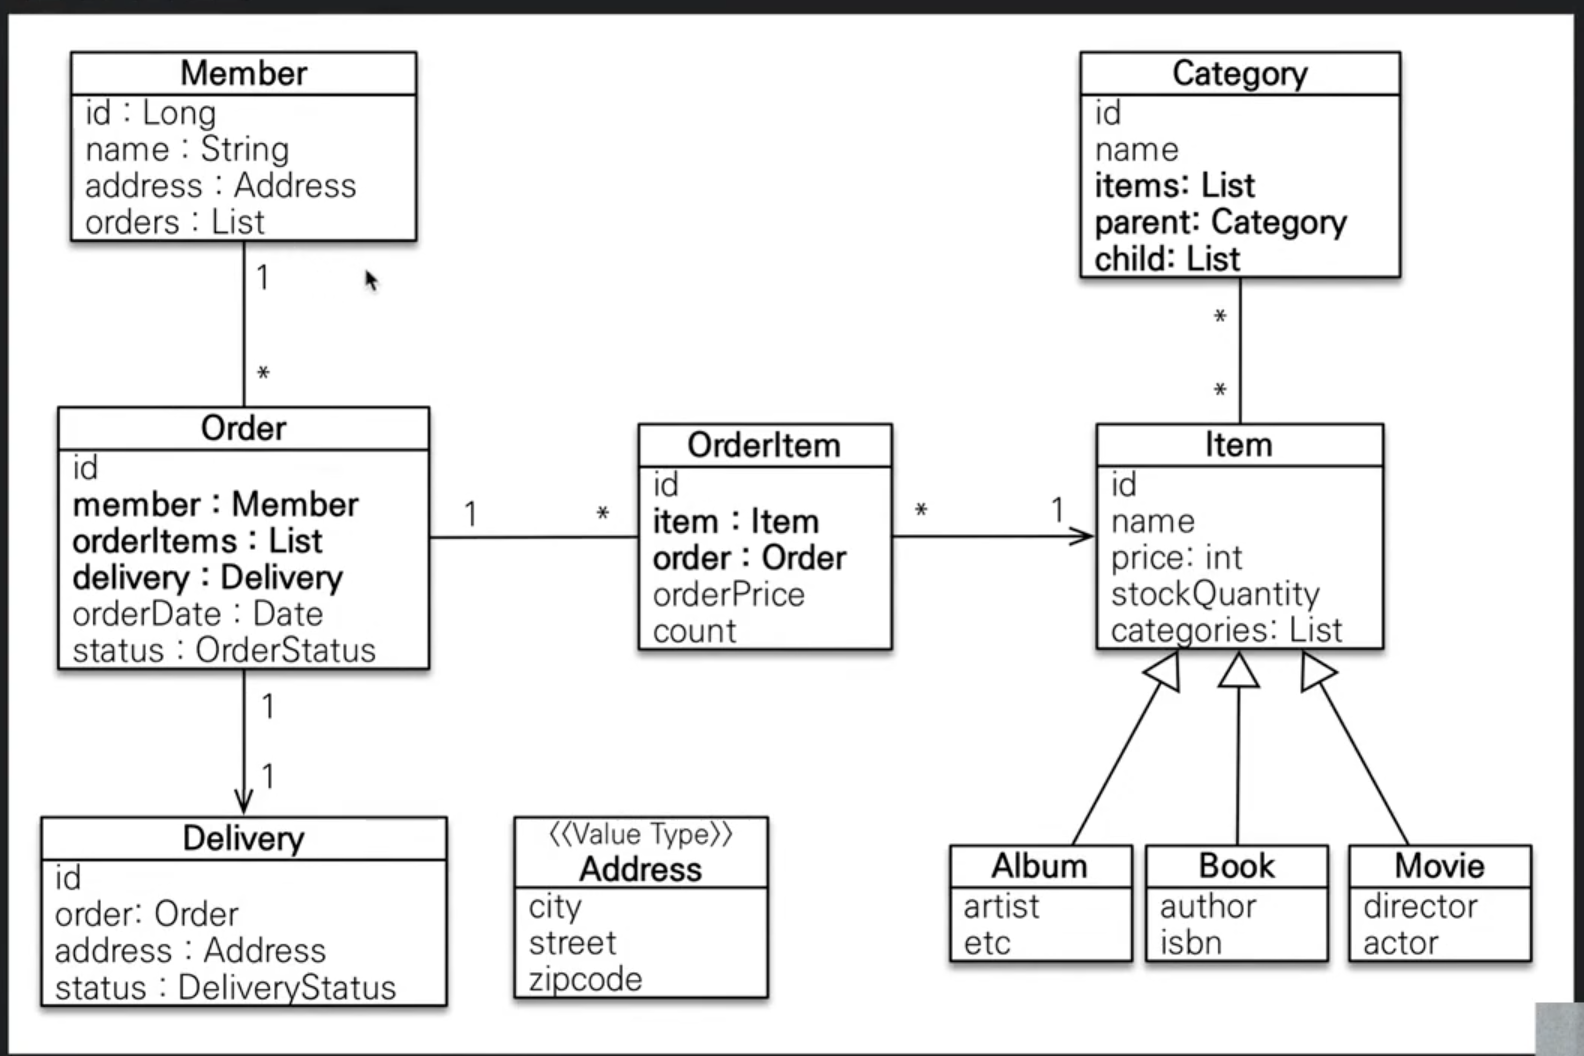 Member
id : Long
name : String
address : Address
orders : List
1
*
Category
id
name
items: List
parent: Category
child: List
*
*
Order
id
member : Member
orderItems : List
delivery : Delivery
orderDate : Date
status : OrderStatus
1
*
OrderItem
id
item : Item
order : Order
orderPrice
count
*
1
Item
id
name
price: int
stockQuantity
categories: List
1
1
Delivery
id
order: Order
address : Address
status : DeliveryStatus
<<Value Type>>
Address
city
street
zipcode
Album
artist
etc
Book
author
isbn
Movie
director
actor